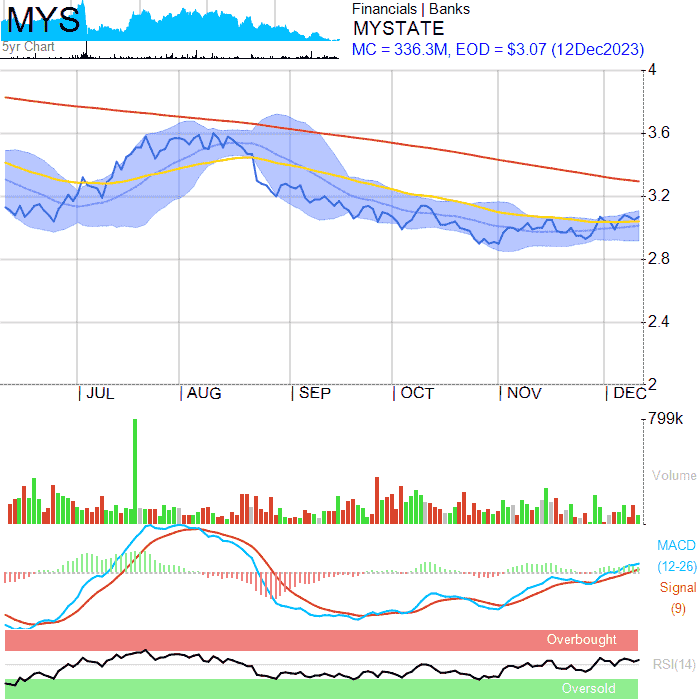 MYS
5yr Chart
Financials | Banks
MYSTATE
MC = 336.3M, EOD = $3.07 (12Dec2023)
4
3.6
3.2
2.8
2.4
2
| JUL | AUG | SEP | OCT | NOV | DEC
799k
Volume
MACD
(12-26)
Signal
(9)
Overbought
RSI(14)
Oversold